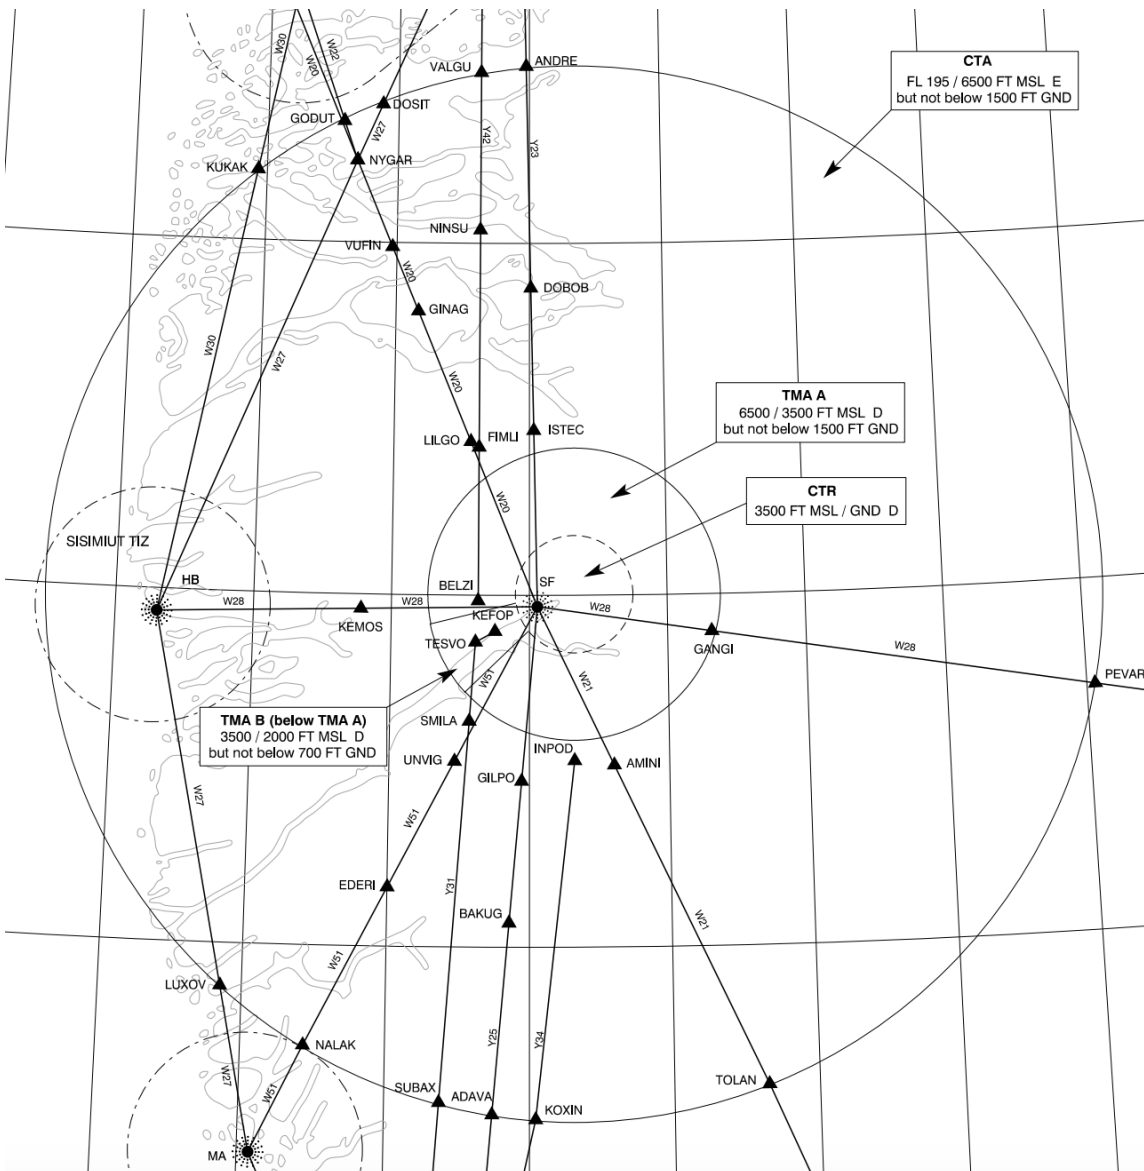 W30
W22
W20
VALGU
ANDRE
CTA
FL 195 / 6500 FT MSL E
but not below 1500 FT GND
DOSIT
GODUT
W27
Y42
Y23
KUKAK
NYGAR
NINSU
VUFIN
W20
DOBOB
GINAG
W30
W27
W20
TMA A
6500 / 3500 FT MSL D
but not below 1500 FT GND
LILGO
FIMLI
ISTEC
CTR
3500 FT MSL / GND D
W20
SISIMIUT TIZ
HB
SF
BELZI
W28
W28
W28
KEFOP
KEMOS
TESVO
GANGI
W28
PEVAR
W51
W21
TMA B (below TMA A)
3500 / 2000 FT MSL D
but not below 700 FT GND
SMILA
INPOD
UNVIG
AMINI
GILPO
W27
W51
EDERI
Y31
BAKUG
W21
W51
LUXOV
NALAK
Y25
Y34
W27
W51
SUBAX
ADAVA
KOXIN
TOLAN
MA